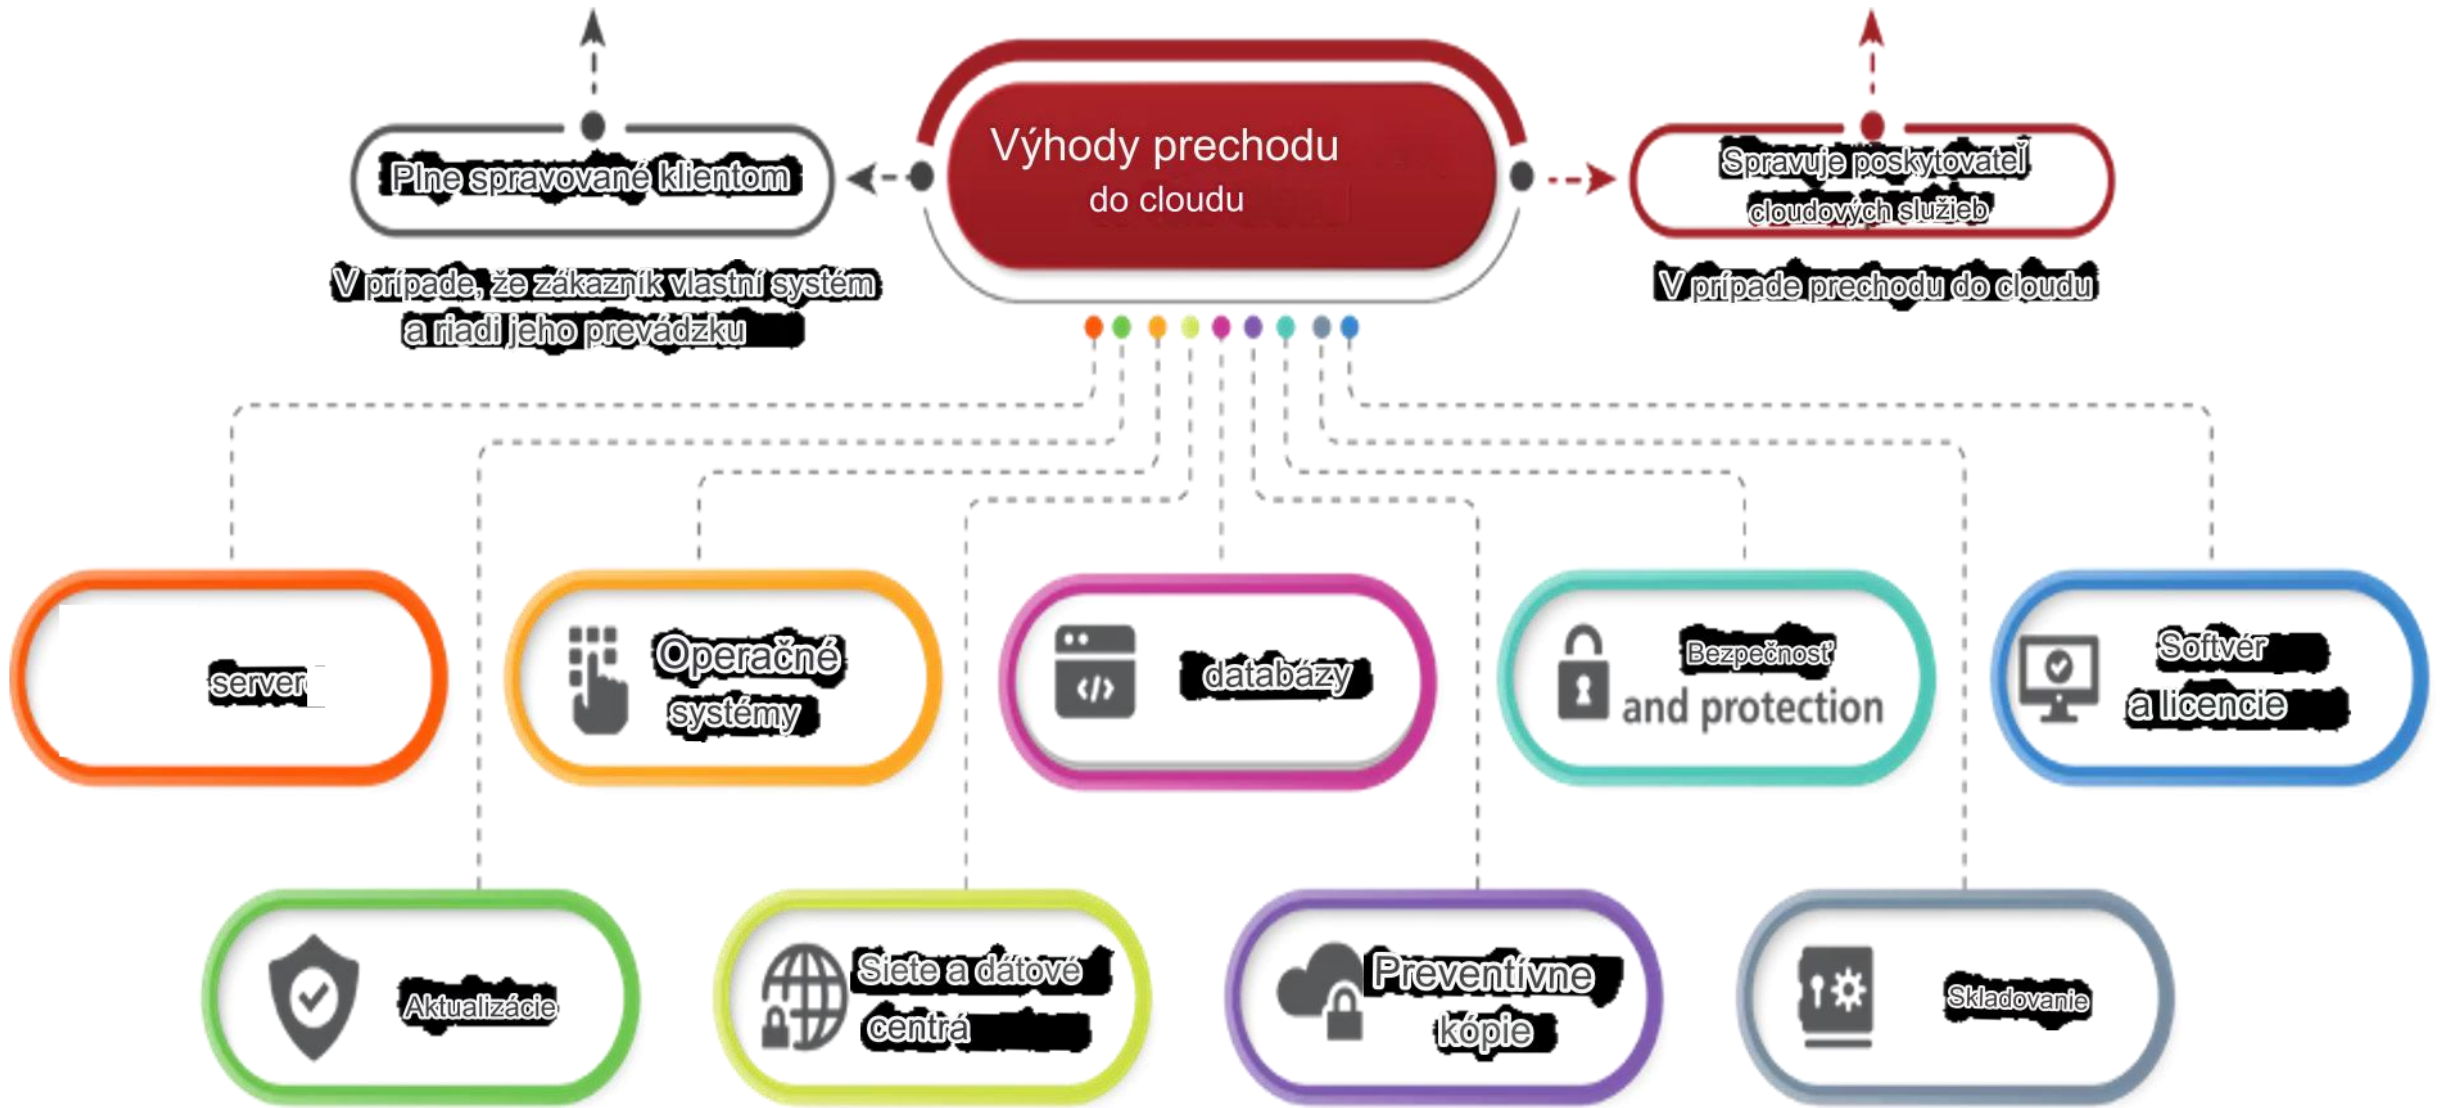 Výhody prechodu
do cloudu
Plne spravované klientom
V prípade, že zákazník vlastní systém
a riadi jeho prevádzku
Spravuje poskytovateľ
cloudových služieb
V prípade prechodu do cloudu
Operačné
systémy
databázy
Bezpečnosť
and protection
Softvér
a licencie
Aktualizácie
Siete a dátové
centrá
Preventívne
kópie
Skladovanie